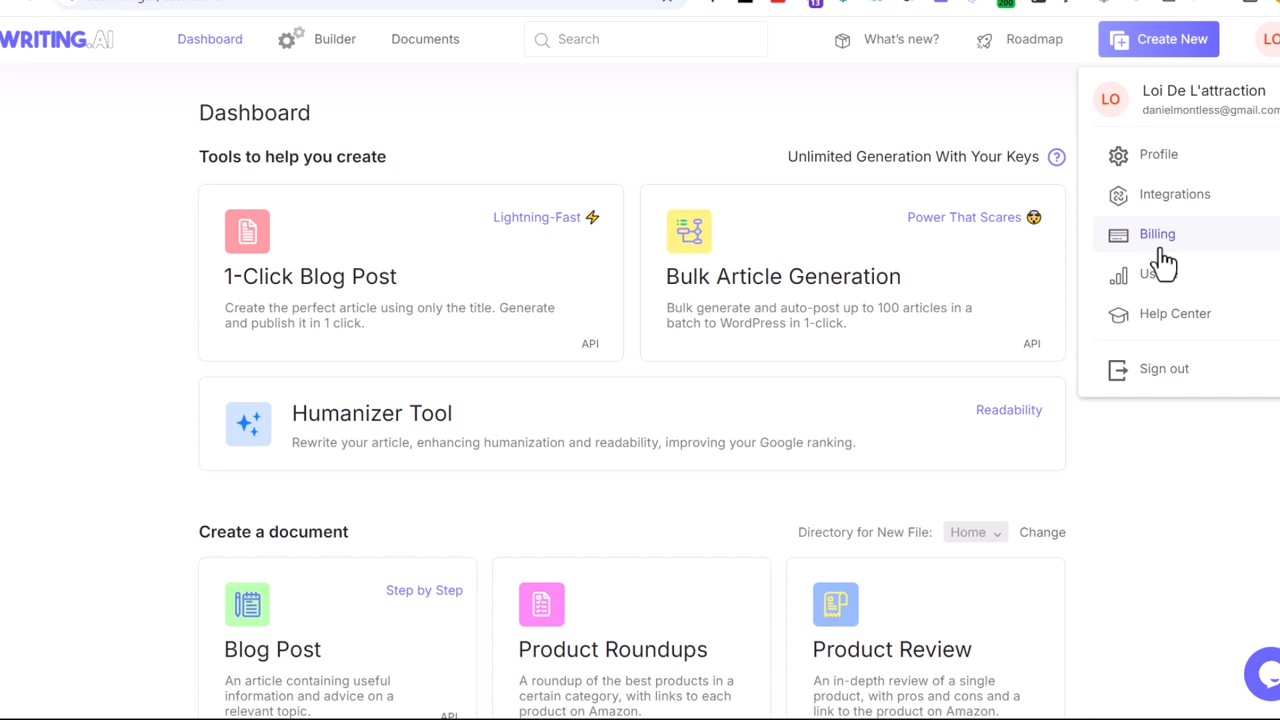 WRITING.AI
Dashboard
Builder
Documents
Search
What's new?
Roadmap
Create New
LO
LO
Loi De L'attraction
danielmontless@gmail.com
Profile
Integrations
Billing
Us
Help Center
Sign out
Dashboard
Tools to help you create
Unlimited Generation With Your Keys ?
Lightning-Fast
1-Click Blog Post
Create the perfect article using only the title. Generate
and publish it in 1 click.
API
Power That Scares
Bulk Article Generation
Bulk generate and auto-post up to 100 articles in a
batch to WordPress in 1-click.
API
Humanizer Tool
Readability
Rewrite your article, enhancing humanization and readability, improving your Google ranking.
Create a document
Directory for New File: Home Change
Step by Step
Blog Post
An article containing useful
information and advice on a
relevant topic.
API
Product Roundups
A roundup of the best products in a
certain category, with links to each
product on Amazon.
Product Review
An in-depth review of a single
product, with pros and cons and a
link to the product on Amazon.
13
200